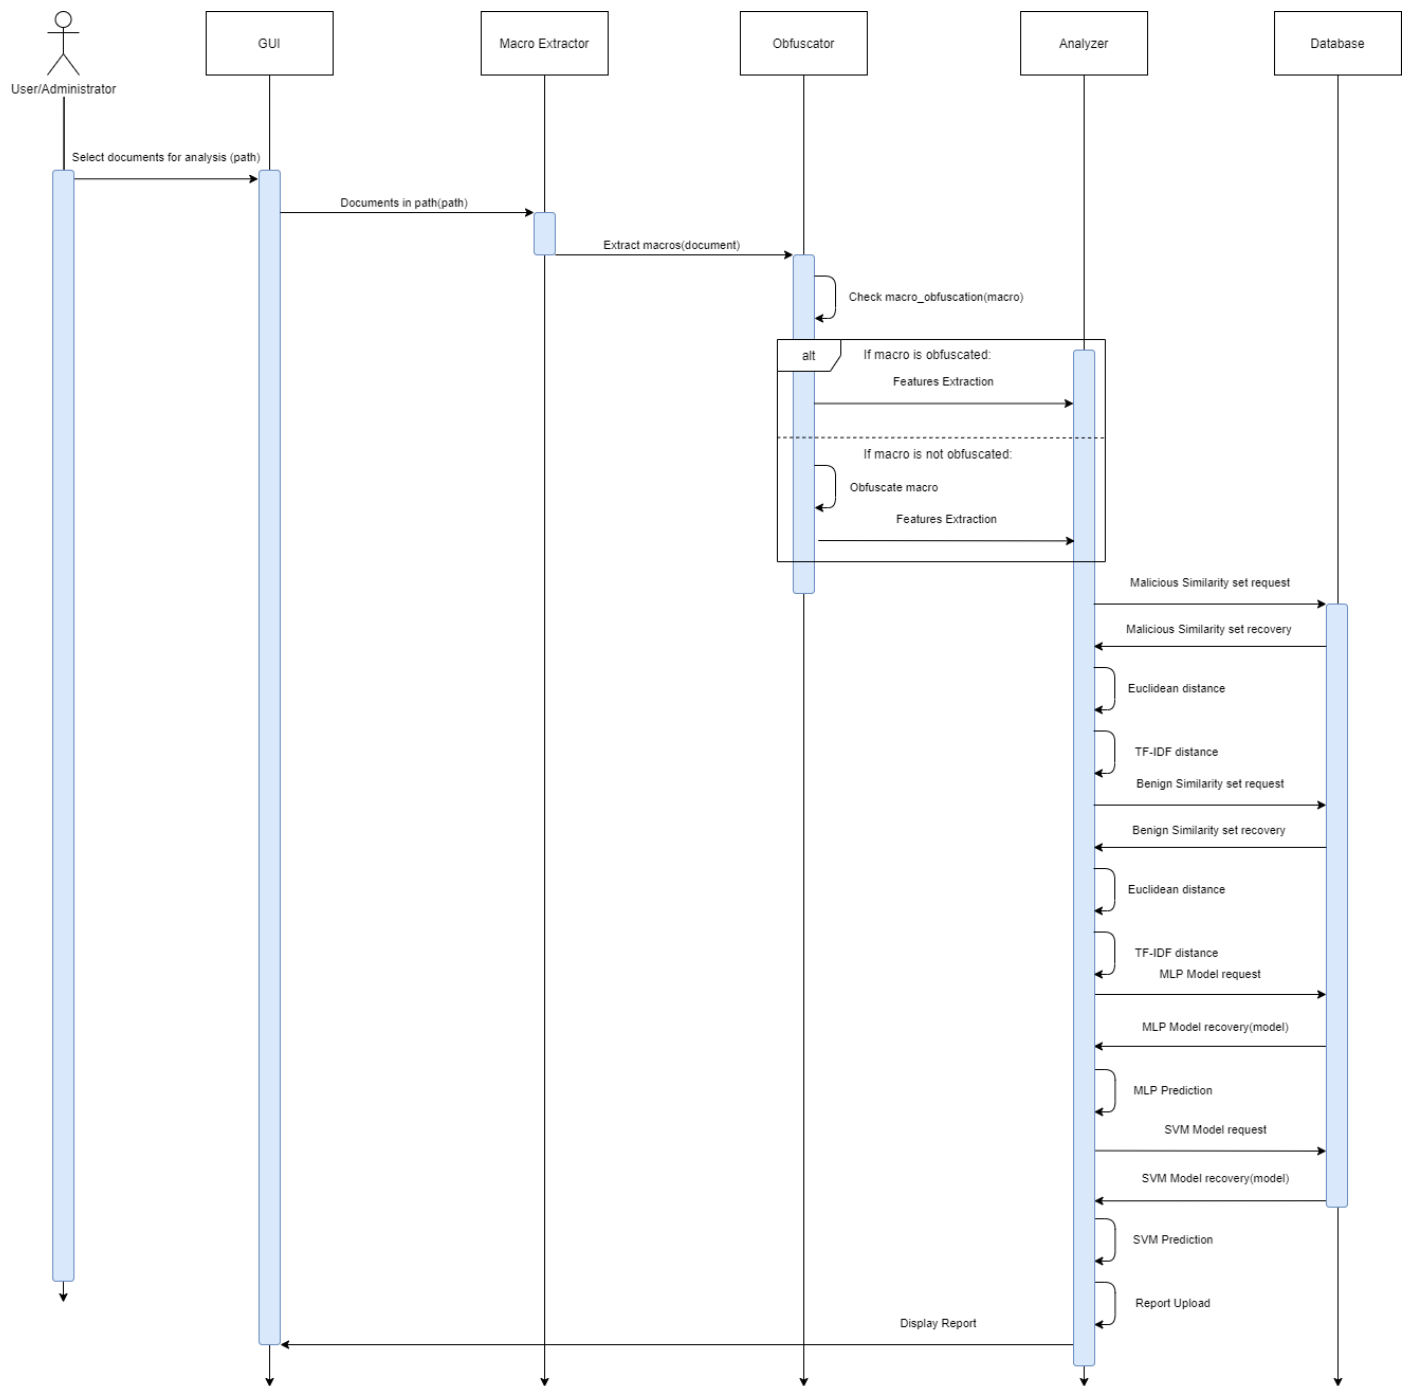 User/Administrator
GUI
Macro Extractor
Obfuscator
Analyzer
Database
Select documents for analysis (path)
Documents in path(path)
Extract macros(document)
Check macro_obfuscation(macro)
alt
If macro is obfuscated:
Features Extraction
If macro is not obfuscated:
Obfuscate macro
Features Extraction
Malicious Similarity set request
Malicious Similarity set recovery
Euclidean distance
TF-IDF distance
Benign Similarity set request
Benign Similarity set recovery
Euclidean distance
TF-IDF distance
MLP Model request
MLP Model recovery(model)
MLP Prediction
SVM Model request
SVM Model recovery(model)
SVM Prediction
Report Upload
Display Report